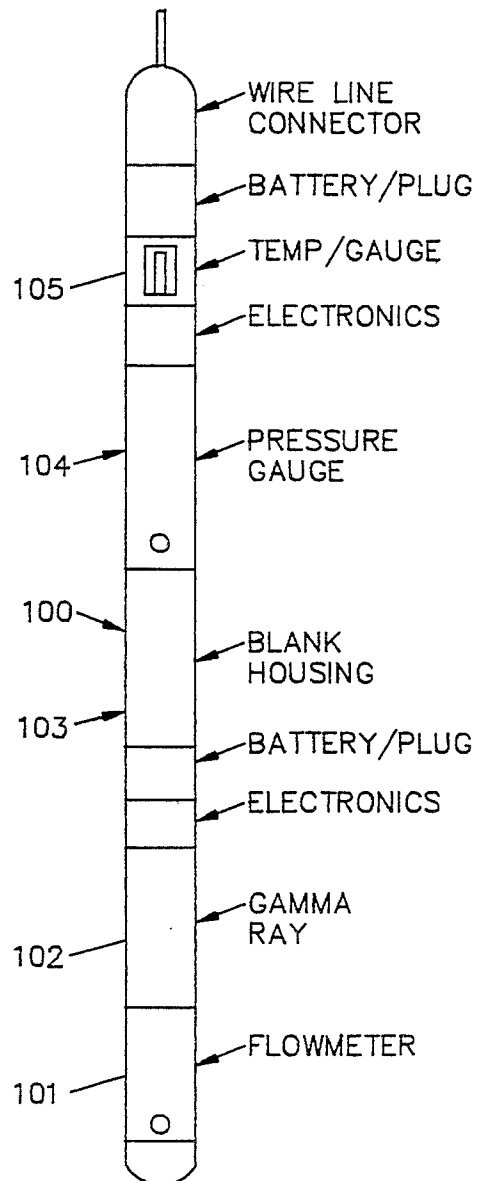 WIRE LINE
CONNECTOR
BATTERY/PLUG
TEMP/GAUGE
105
ELECTRONICS
104
PRESSURE
GAUGE
100
BLANK
HOUSING
103
BATTERY/PLUG
ELECTRONICS
GAMMA
RAY
102
FLOWMETER
101